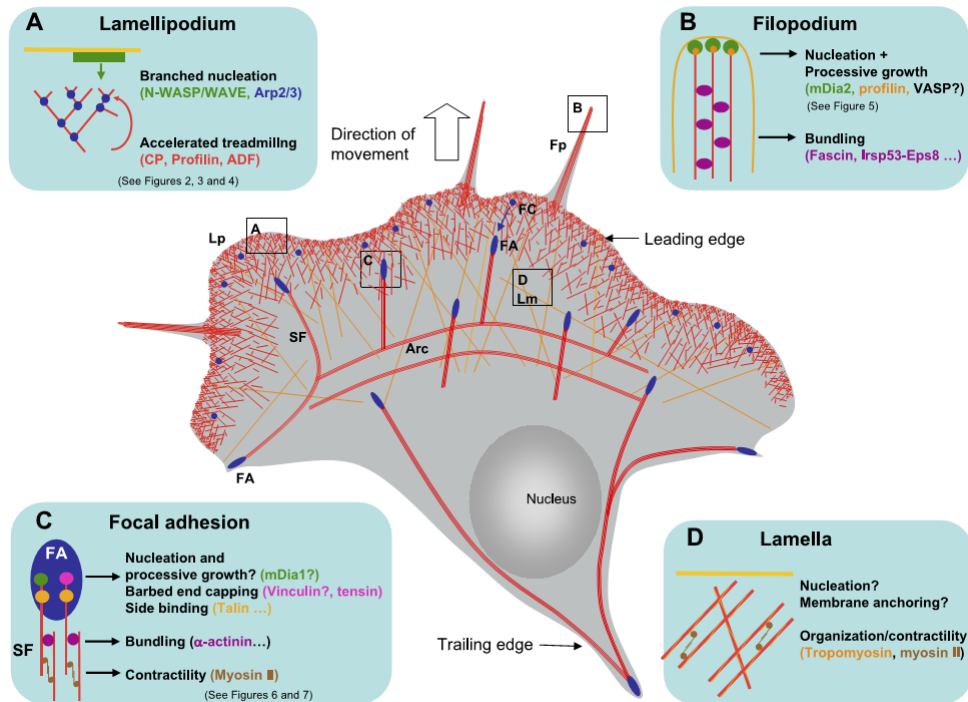 A
Lamellipodium
Branched nucleation
(N-WASP/WAVE, Arp2/3)
Accelerated treadmillng
(CP, Profilin, ADF)
(See Figures 2, 3 and 4)
B
Filopodium
Nucleation +
Processive growth
(mDia2, profilin, VASP?)
(See Figure 5)
Bundling
(Fascin, Irsp53-Eps8 ...)
Direction of
movement
B
Fp
Lp
A
FC
FA
Leading edge
C
D
Lm
SF
Arc
FA
Nucleus
Trailing edge
C
Focal adhesion
FA
Nucleation and
processive growth? (mDia1?)
Barbed end capping (Vinculin?, tensin)
Side binding (Talin ...)
SF
Bundling (α-actinin...)
Contractility (Myosin II)
(See Figures 6 and 7)
D
Lamella
Nucleation?
Membrane anchoring?
Organization/contractility
(Tropomyosin, myosin II)